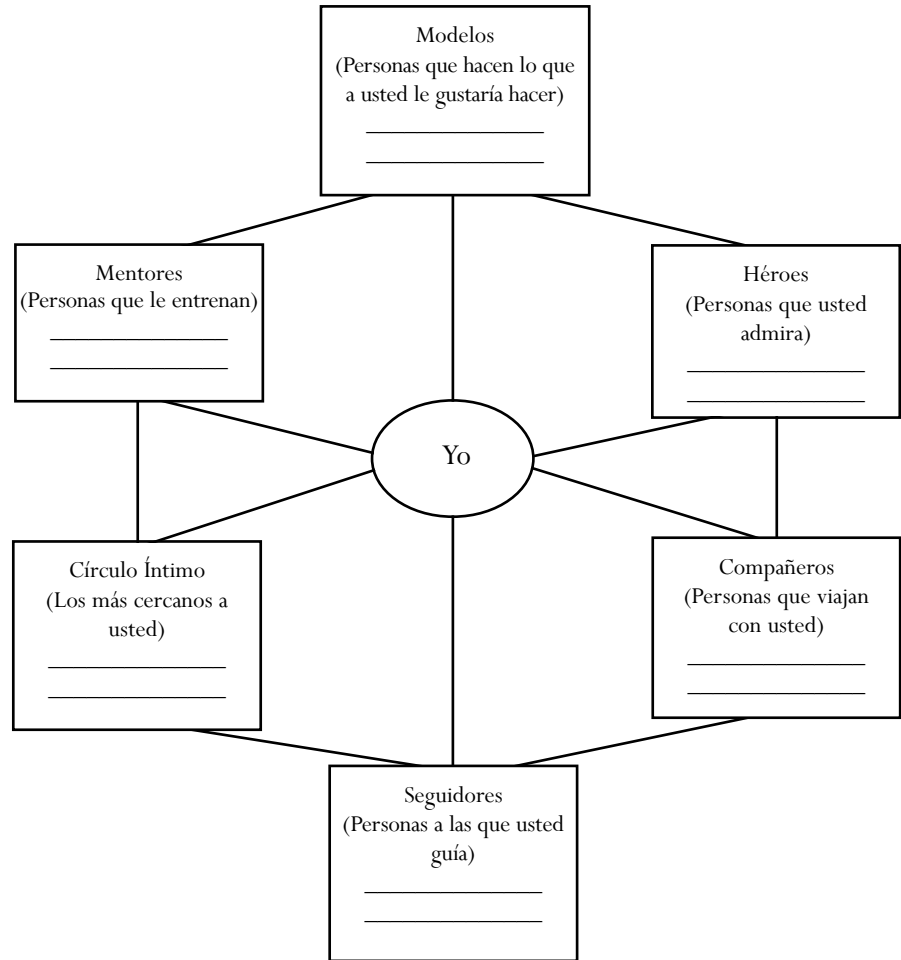 Modelos
(Personas que hacen lo que
a usted le gustaría hacer)
Mentores
(Personas que le entrenan)
Héroes
(Personas que usted
admira)
Yo
Círculo Íntimo
(Los más cercanos a
usted)
Compañeros
(Personas que viajan
con usted)
Seguidores
(Personas a las que usted
guía)